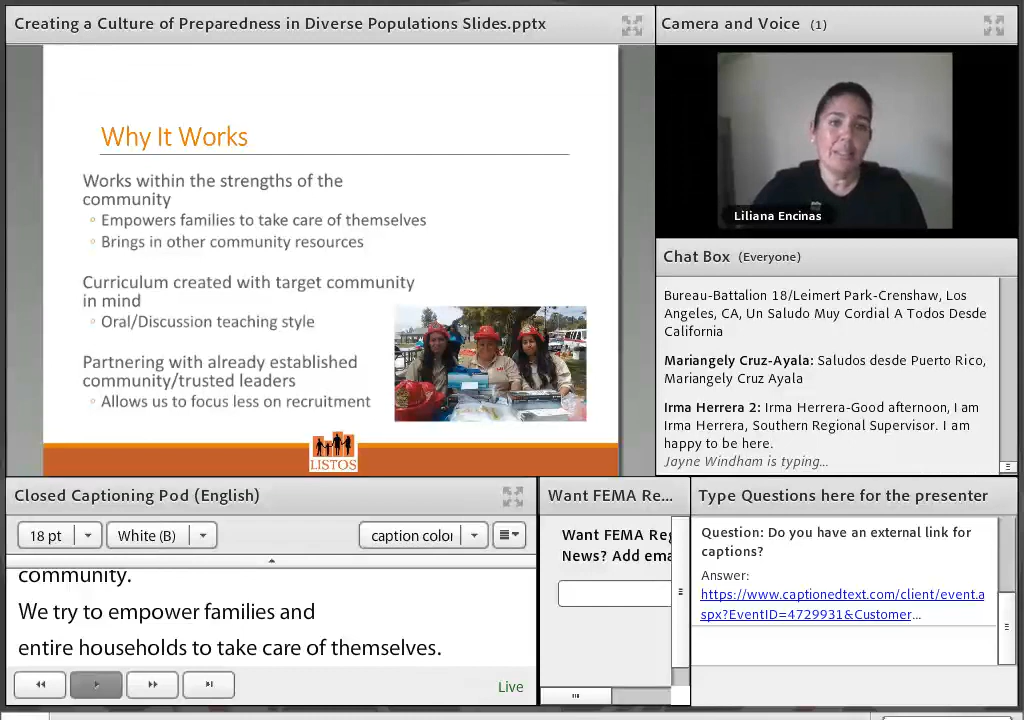 Creating a Culture of Preparedness in Diverse Populations Slides.pptx
Why It Works
Works within the strengths of the
community
Empowers families to take care of themselves
Brings in other community resources
Curriculum created with target community
in mind
Oral/Discussion teaching style
Partnering with already established
community/trusted leaders
Allows us to focus less on recruitment
LISTOS
Camera and Voice (1)
Liliana Encinas
Chat Box (Everyone)
Bureau-Battalion 18/Leimert Park-Crenshaw, Los
Angeles, CA, Un Saludo Muy Cordial A Todos Desde
California
Mariangely Cruz-Ayala: Saludos desde Puerto Rico,
Mariangely Cruz Ayala
Irma Herrera 2: Irma Herrera-Good afternoon, I am
Irma Herrera, Southern Regional Supervisor. I am
happy to be here.
Jayne Windham is typing...
Closed Captioning Pod (English)
18 pt
White (B)
caption color
community.
We try to empower families and
entire households to take care of themselves.
Live
Want FEMA Re...
Want FEMA Reg
News? Add ema
Type Questions here for the presenter
Question: Do you have an external link for
captions?
Answer:
https://www.captionedtext.com/client/event.a
spx?EventID=4729931&Customer...